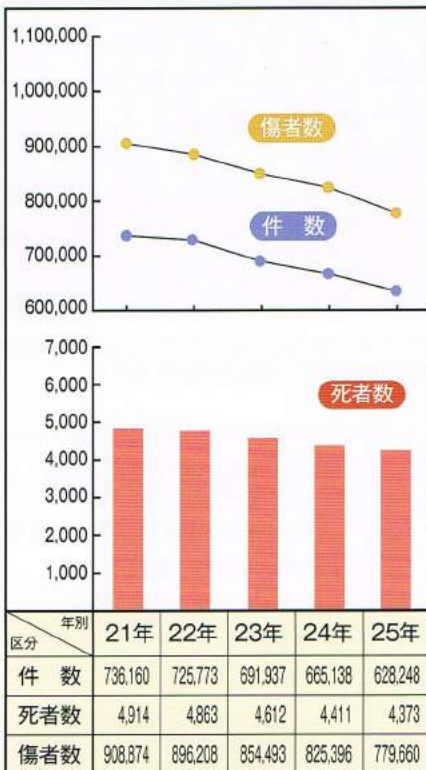 1,100,000
1,000,000
900,000
800,000
700,000
600,000
傷者数
件 数
7,000
6,000
5,000
4,000
3,000
2,000
1,000
死者数
年別
区分
21年 22年 23年 24年 25年
件 数 736,160 725,773 691,937 665,138 628,248
死者数 4,914 4,863 4,612 4,411 4,373
傷者数 908,874 896,208 854,493 825,396 779,660